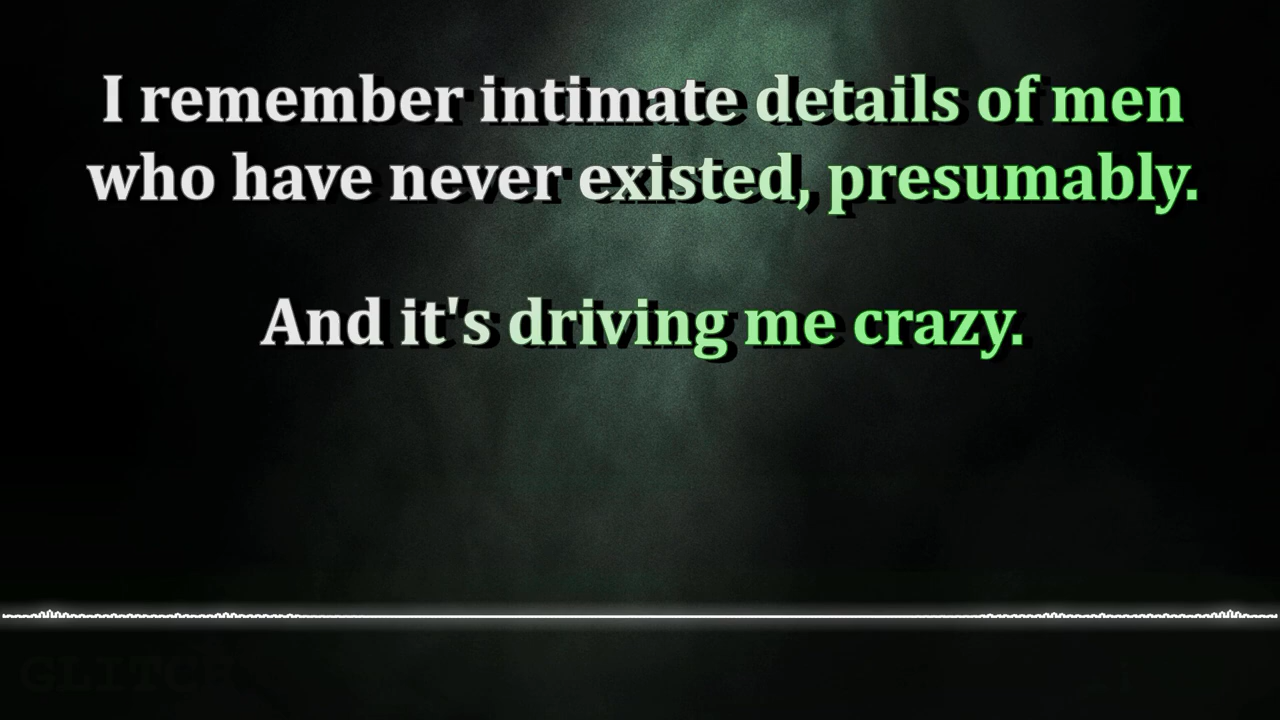 I remember intimate details of men
who have never existed, presumably.
And it's driving me crazy.
GLITCH